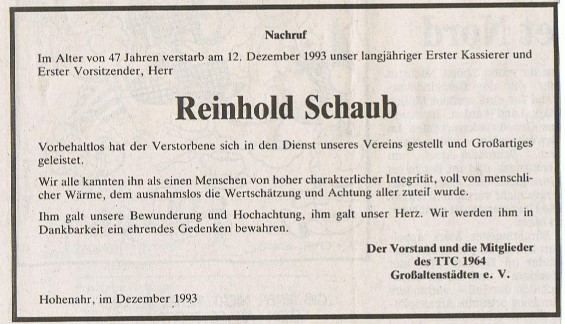 Nachruf
Im Alter von 47 Jahren verstarb am 12. Dezember 1993 unser langjähriger Erster Kassierer und
Erster Vorsitzender, Herr
Reinhold Schaub
Vorbehaltlos hat der Verstorbene sich in den Dienst unseres Vereins gestellt und Großartiges
geleistet.
Wir alle kannten ihn als einen Menschen von hoher charakterlicher Integrität, voll von menschli-
cher Wärme, dem ausnahmslos die Wertschätzung und Achtung aller zuteil wurde.
Ihm galt unsere Bewunderung und Hochachtung, ihm galt unser Herz. Wir werden ihm in
Dankbarkeit ein ehrendes Gedenken bewahren.
Der Vorstand und die Mitglieder
des TTC 1964
Großaltenstädten e. V.
Hohenahr, im Dezember 1993